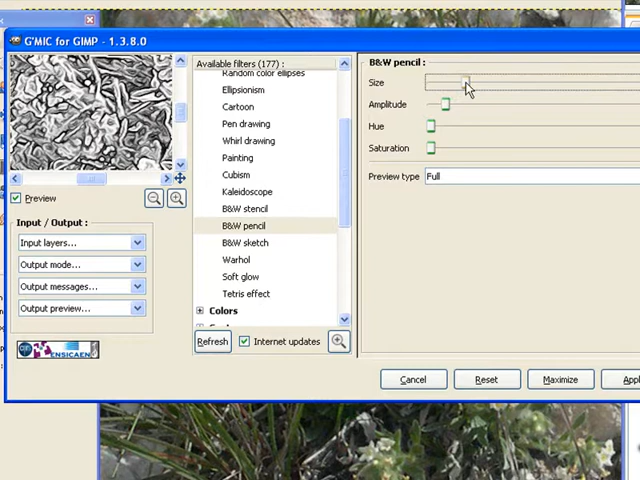 G'MIC for GIMP - 1.3.8.0
Available filters (177) :
Random color ellipses
Ellipsionism
Cartoon
Pen drawing
Whirl drawing
Painting
Cubism
Kaleidoscope
B&W stencil
B&W pencil
B&W sketch
Warhol
Soft glow
Tetris effect
Colors
Refresh
Internet updates
Preview
Input / Output :
Input layers...
Output mode...
Output messages...
Output preview...
ENSICAEN
B&W pencil :
Size
Amplitude
Hue
Saturation
Preview type
Full
Cancel
Reset
Maximize
Appl